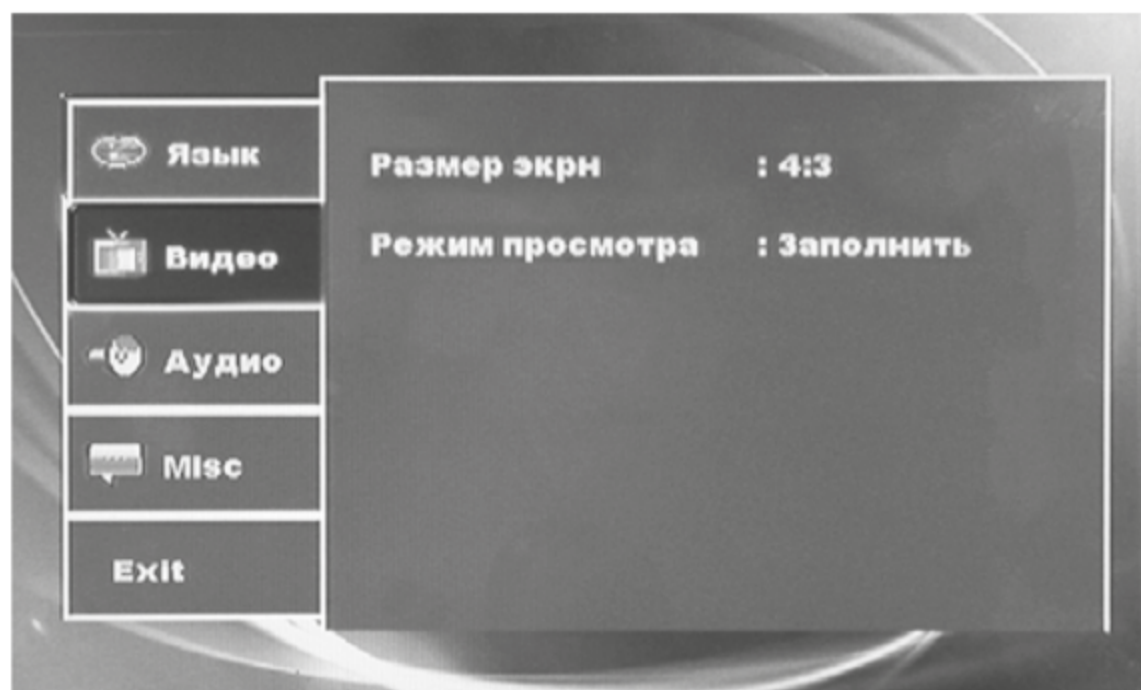 Язык
Видео
Аудио
Misc
Exit
Размер экрн : 4:3
Режим просмотра : Заполнить